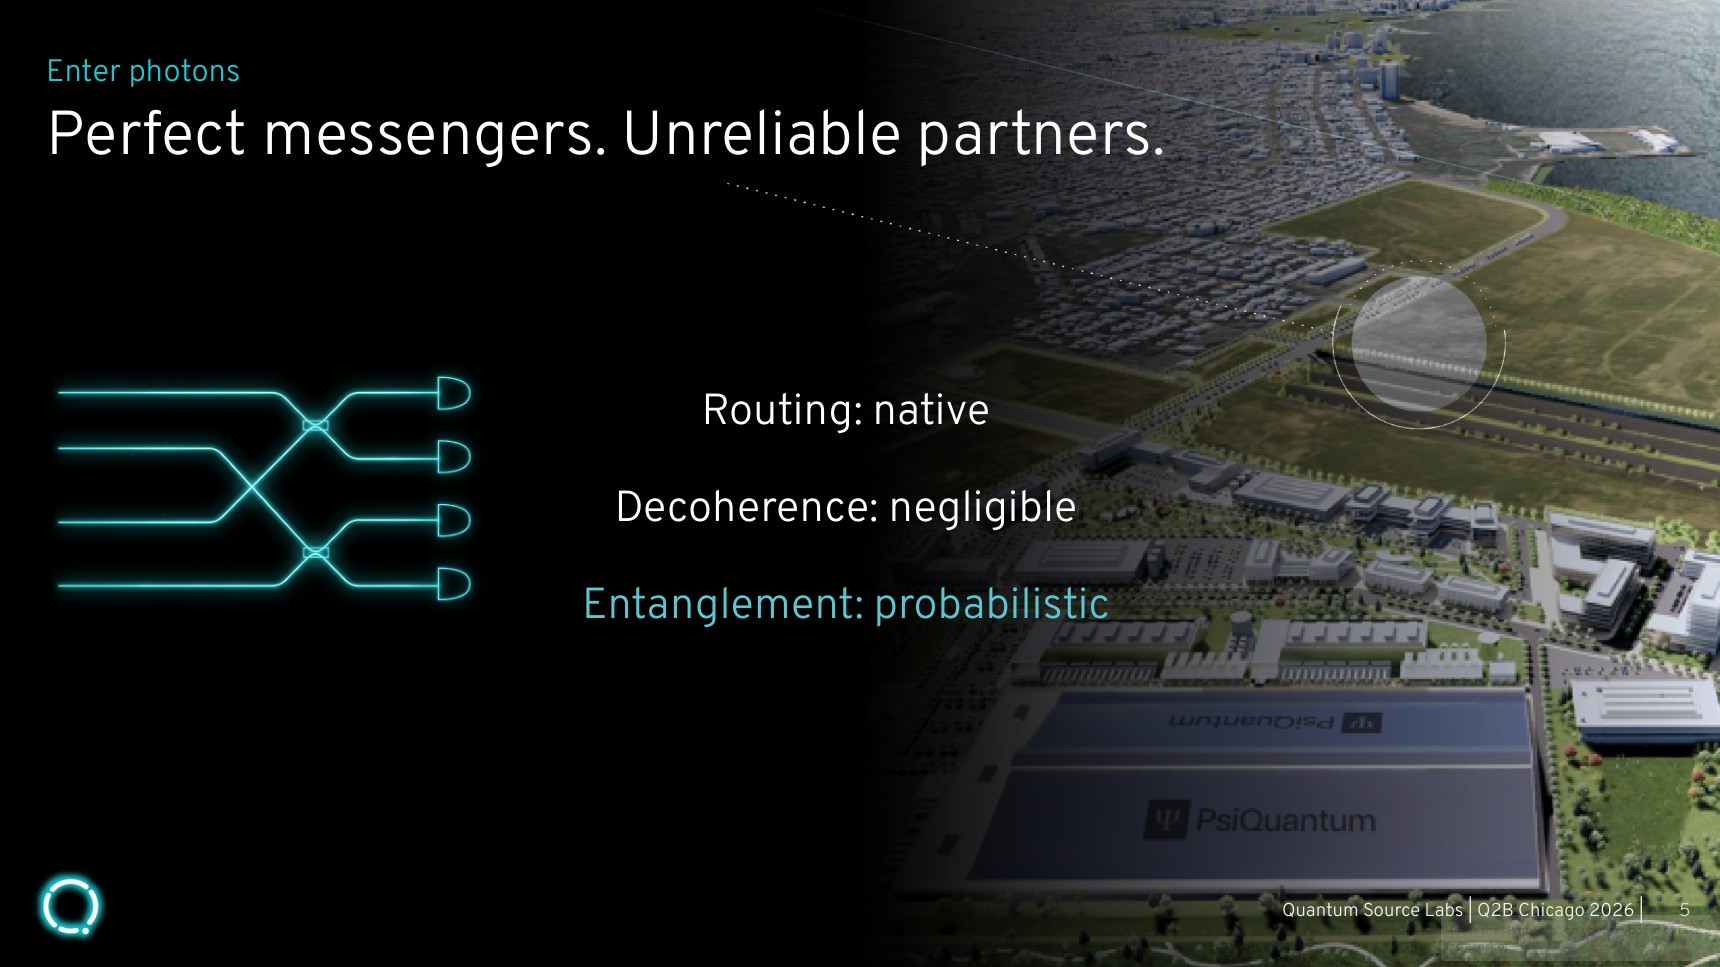 Enter photons
Perfect messengers. Unreliable partners.
Routing: native
Decoherence: negligible
Entanglement: probabilistic
PsiQuantum
Ψ PsiQuantum
Quantum Source Labs | Q2B Chicago 2026 | 5